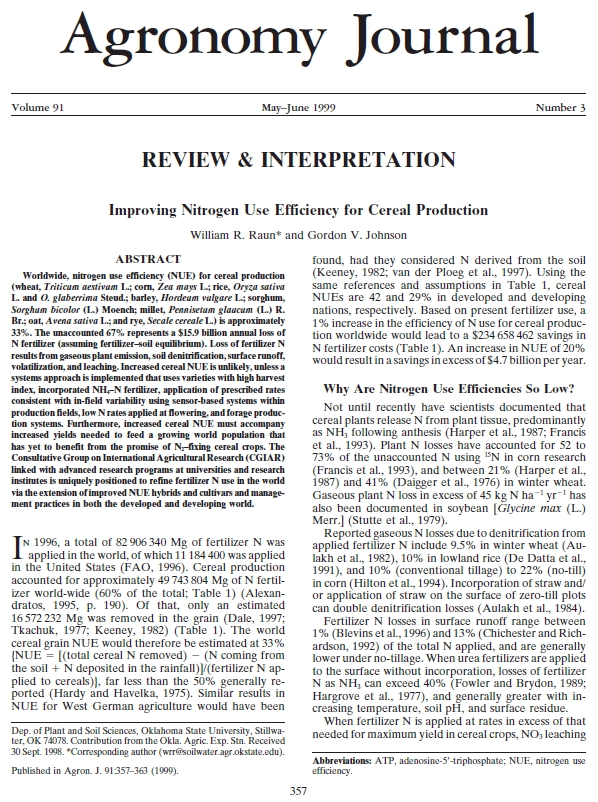 Agronomy Journal
Volume 91 May–June 1999 Number 3
REVIEW & INTERPRETATION
Improving Nitrogen Use Efficiency for Cereal Production
William R. Raun* and Gordon V. Johnson
ABSTRACT
Worldwide, nitrogen use efficiency (NUE) for cereal production
(wheat, Triticum aestivum L.; corn, Zea mays L.; rice, Oryza sativa
L. and O. glaberrima Steud.; barley, Hordeum valgare L.; sorghum,
Sorghum bicolor (L.) Moench; millet, Pennisetum glaucum (L.) R.
Br.; oat, Avena sativa L.; and rye, Secale cereale L.) is approximately
33%. The unaccounted 67% represents a $15.9 billion annual loss of
N fertilizer (assuming fertilizer–soil equilibrium). Loss of fertilizer N
results from gaseous plant emission, soil denitrification, surface runoff,
volatilization, and leaching. Increased cereal NUE is unlikely, unless a
systems approach is implemented that uses varieties with high harvest
index, incorporated NH₄–N fertilizer, application of prescribed rates
consistent with in-field variability using sensor-based systems within
production fields, low N rates applied at flowering, and forage produc-
tion systems. Furthermore, increased cereal NUE must accompany
increased yields needed to feed a growing world population that
has yet to benefit from the promise of N₂–fixing cereal crops. The
Consultative Group on International Agricultural Research (CGIAR)
linked with advanced research programs at universities and research
institutes is uniquely positioned to refine fertilizer N use in the world
via the extension of improved NUE hybrids and cultivars and manage-
ment practices in both the developed and developing world.
IN 1996, a total of 82 906 340 Mg of fertilizer N was
applied in the world, of which 11 184 400 was applied
in the United States (FAO, 1996). Cereal production
accounted for approximately 49 743 804 Mg of N fertil-
izer world-wide (60% of the total; Table 1) (Alexan-
dratos, 1995, p. 190). Of that, only an estimated
16 572 232 Mg was removed in the grain (Dale, 1997;
Tkachuk, 1977; Keeney, 1982) (Table 1). The world
cereal grain NUE would therefore be estimated at 33%
[NUE = [(total cereal N removed) − (N coming from
the soil + N deposited in the rainfall)]/(fertilizer N ap-
plied to cereals)], far less than the 50% generally re-
ported (Hardy and Havelka, 1975). Similar results in
NUE for West German agriculture would have been
Dep. of Plant and Soil Sciences, Oklahoma State University, Stillwa-
ter, OK 74078. Contribution from the Okla. Agric. Exp. Stn. Received
30 Sept. 1998. *Corresponding author (wrr@soilwater.agr.okstate.edu).
Published in Agron. J. 91:357–363 (1999).
found, had they considered N derived from the soil
(Keeney, 1982; van der Ploeg et al., 1997). Using the
same references and assumptions in Table 1, cereal
NUEs are 42 and 29% in developed and developing
nations, respectively. Based on present fertilizer use, a
1% increase in the efficiency of N use for cereal produc-
tion worldwide would lead to a $234 658 462 savings in
N fertilizer costs (Table 1). An increase in NUE of 20%
would result in a savings in excess of $4.7 billion per year.
Why Are Nitrogen Use Efficiencies So Low?
Not until recently have scientists documented that
cereal plants release N from plant tissue, predominantly
as NH₃ following anthesis (Harper et al., 1987; Francis
et al., 1993). Plant N losses have accounted for 52 to
73% of the unaccounted N using ¹⁵N in corn research
(Francis et al., 1993), and between 21% (Harper et al.,
1987) and 41% (Daigger et al., 1976) in winter wheat.
Gaseous plant N loss in excess of 45 kg N ha⁻¹ yr⁻¹ has
also been documented in soybean [Glycine max (L.)
Merr.] (Stutte et al., 1979).
Reported gaseous N losses due to denitrification from
applied fertilizer N include 9.5% in winter wheat (Au-
lakh et al., 1982), 10% in lowland rice (De Datta et al.,
1991), and 10% (conventional tillage) to 22% (no-till)
in corn (Hilton et al., 1994). Incorporation of straw and/
or application of straw on the surface of zero-till plots
can double denitrification losses (Aulakh et al., 1984).
Fertilizer N losses in surface runoff range between
1% (Blevins et al., 1996) and 13% (Chichester and Rich-
ardson, 1992) of the total N applied, and are generally
lower under no-tillage. When urea fertilizers are applied
to the surface without incorporation, losses of fertilizer
N as NH₃ can exceed 40% (Fowler and Brydon, 1989;
Hargrove et al., 1977), and generally greater with in-
creasing temperature, soil pH, and surface residue.
When fertilizer N is applied at rates in excess of that
needed for maximum yield in cereal crops, NO₃ leaching
Abbreviations: ATP, adenosine-5′-triphosphate; NUE, nitrogen use
efficiency.
357